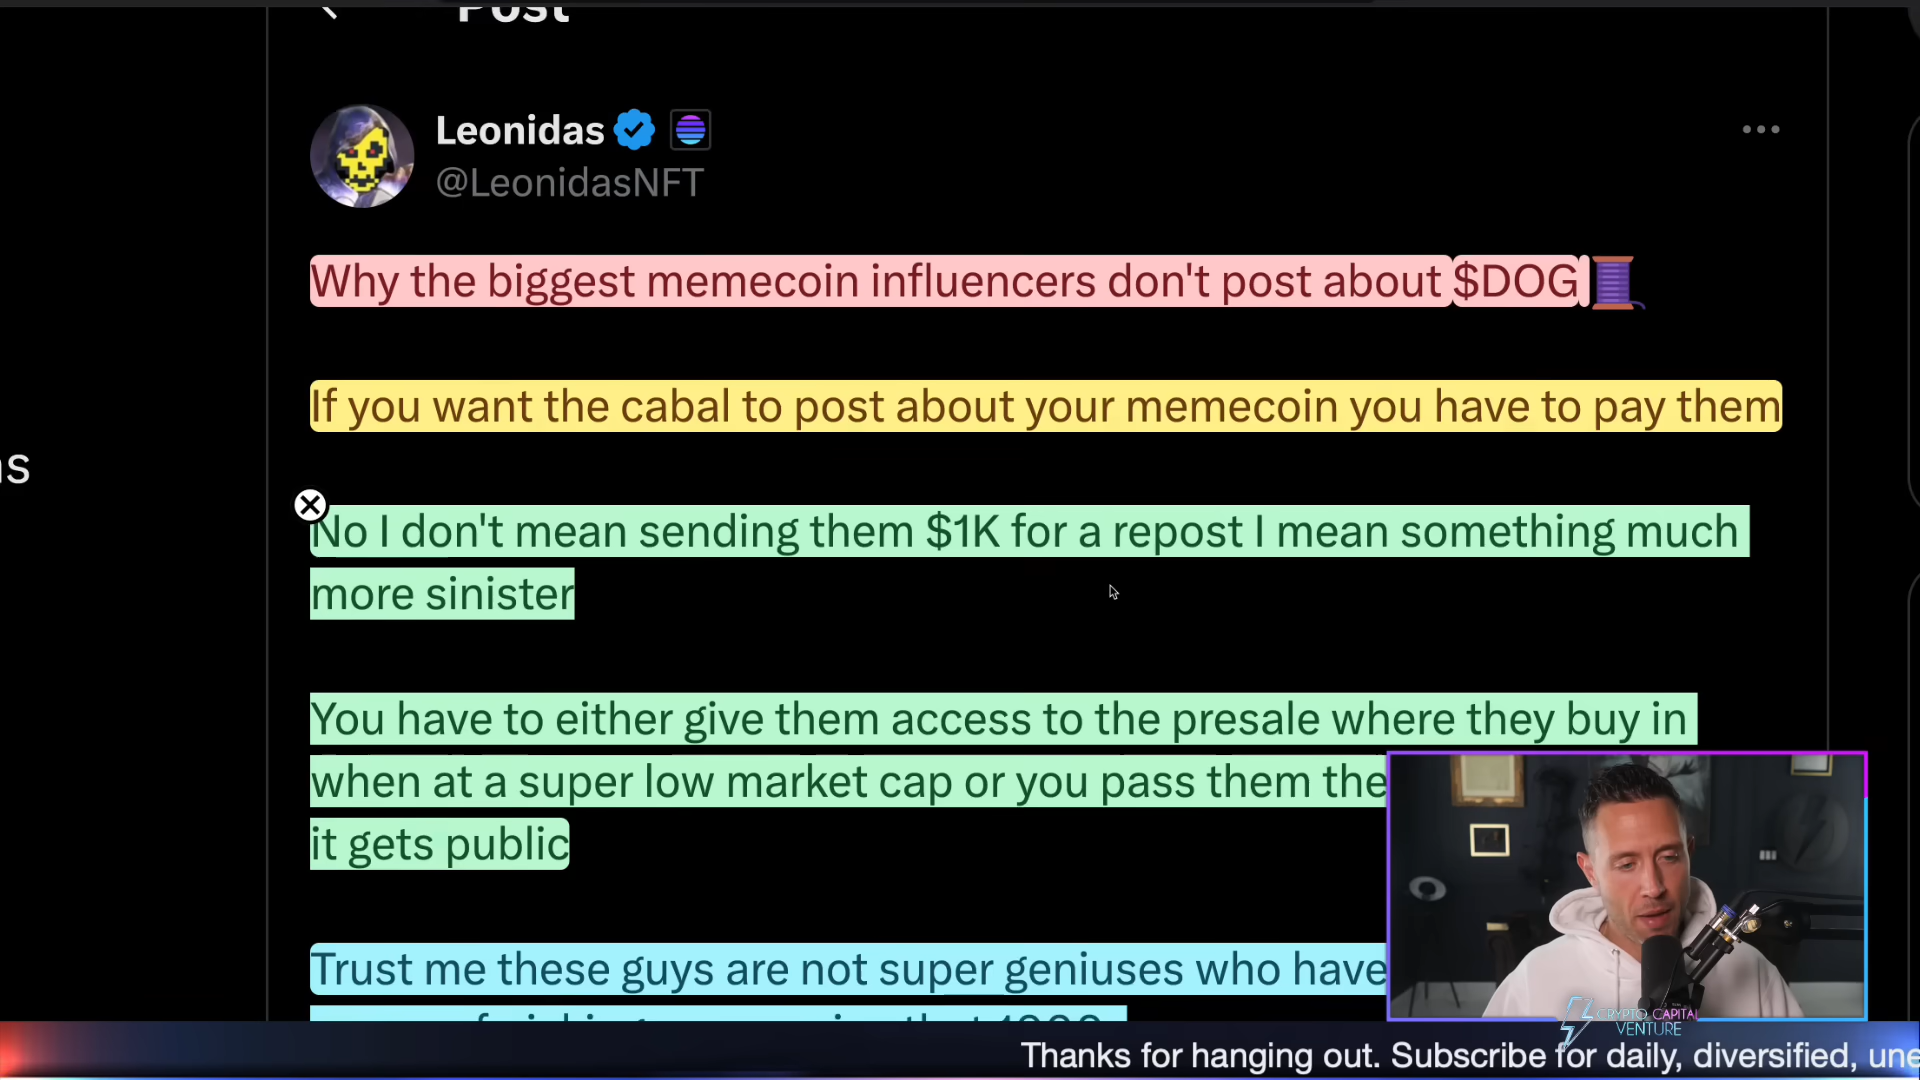 Post
Leonidas
@LeonidasNFT
Why the biggest memecoin influencers don't post about $DOG
If you want the cabal to post about your memecoin you have to pay them
No I don't mean sending them $1K for a repost I mean something much
more sinister
You have to either give them access to the presale where they buy in
when at a super low market cap or you pass them the
it gets public
Trust me these guys are not super geniuses who have
CRYPTO CAPITAL
VENTURE
Thanks for hanging out. Subscribe for daily, diversified,